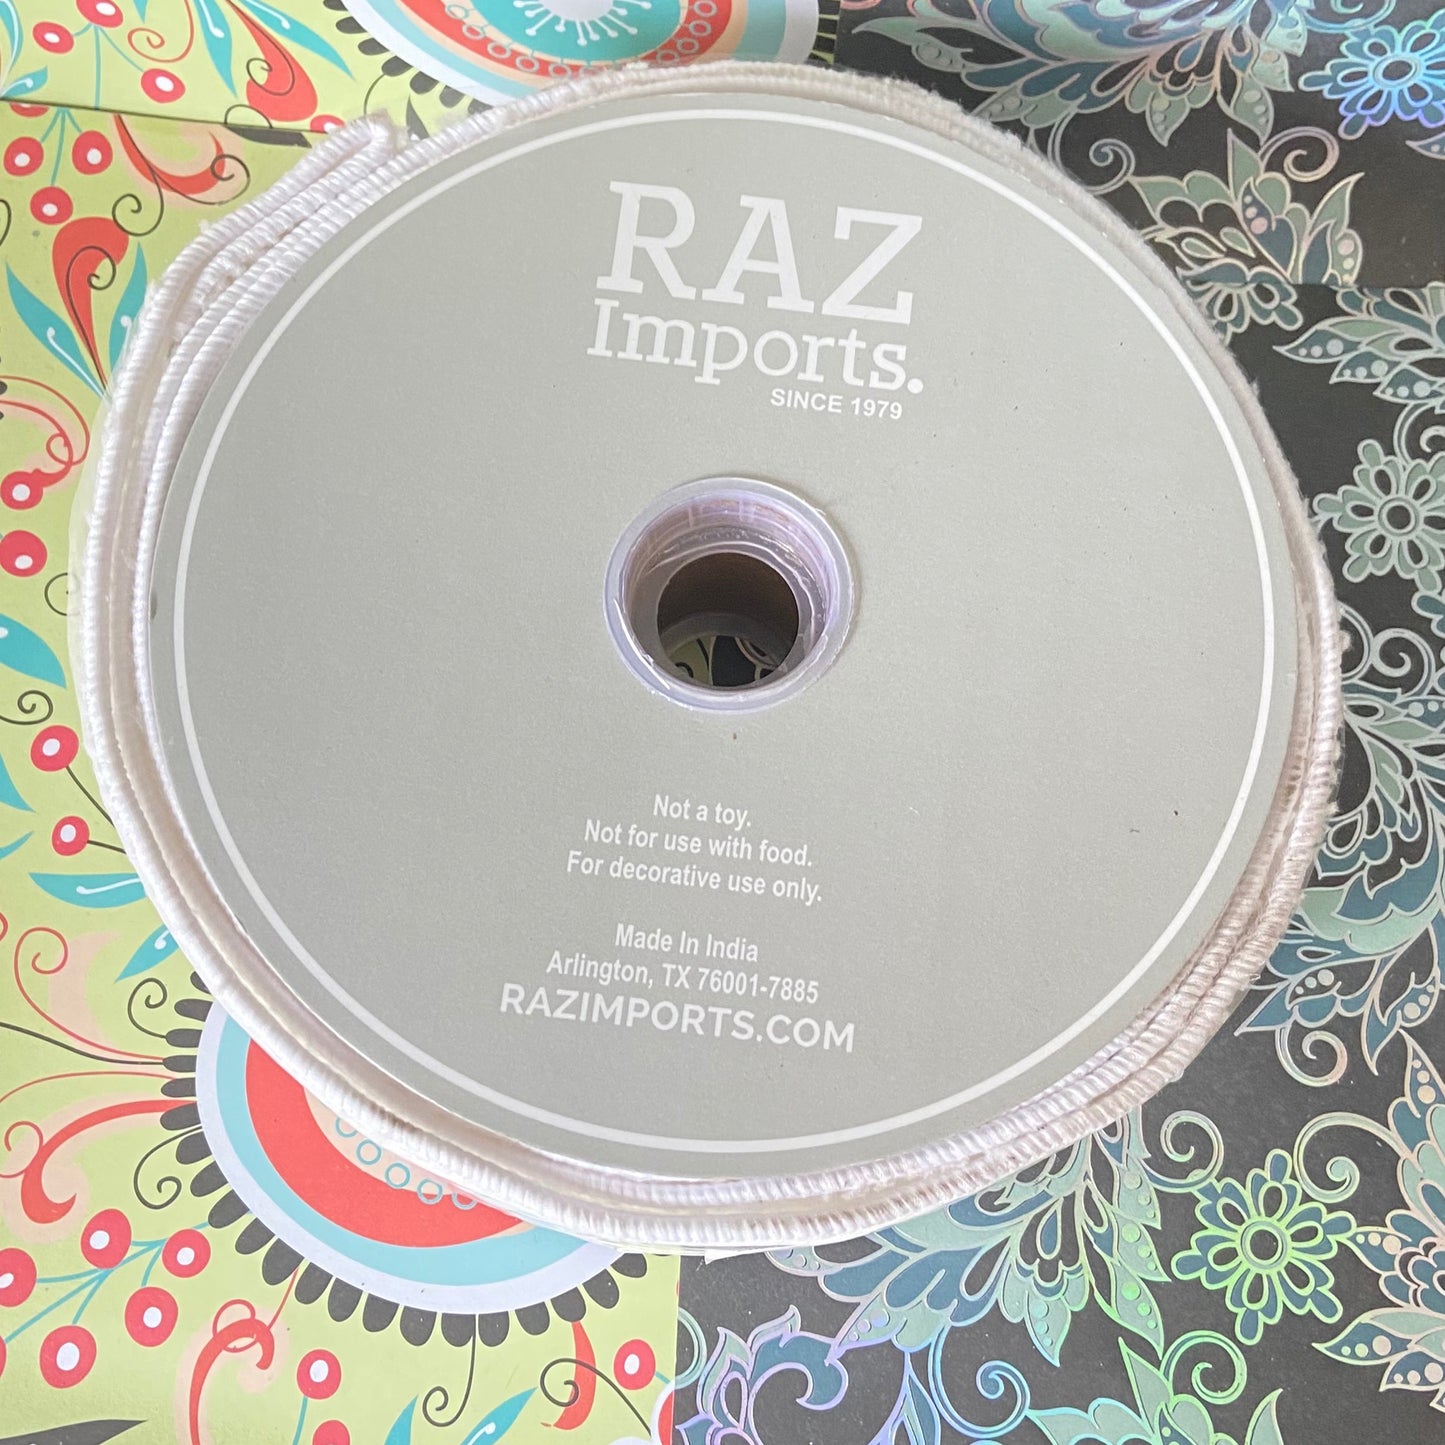 RAZ
Imports.
SINCE 1979
Not a toy.
Not for use with food.
For decorative use only.
Made In India
Arlington, TX 76001-7885
RAZIMPORTS.COM